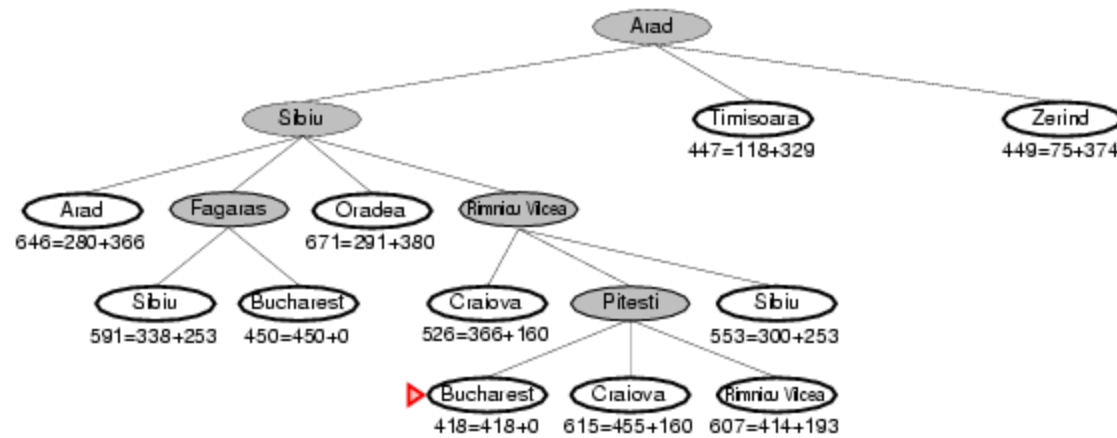 Arad
Sibiu
Timisoara
Zerind
447=118+329
449=75+374
Arad
Fagaras
Oradea
Rimnicu Vilcea
646=280+366
671=291+380
Sibiu
Bucharest
Craiova
Pitesti
Sibiu
591=338+253
450=450+0
526=366+160
553=300+253
Bucharest
Craiova
Rimnicu Vilcea
418=418+0
615=455+160
607=414+193